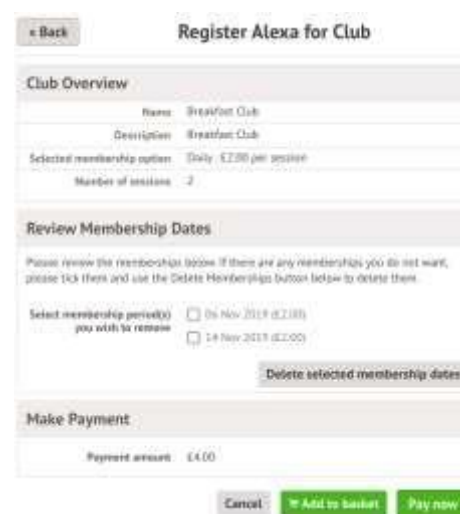 « Back
Register Alexa for Club
Club Overview
Name Breakfast Club
Description Breakfast Club
Selected membership option Daily £2.00 per session
Number of sessions 2
Review Membership Dates
Please review the memberships below. If there are any memberships you do not want,
please tick them and use the Delete Memberships button below to delete them.
Select membership period(s) 06 Nov 2019 (£2.00)
you wish to remove
14 Nov 2019 (£2.00)
Delete selected membership dates
Make Payment
Payment amount £4.00
Cancel Add to basket Pay now